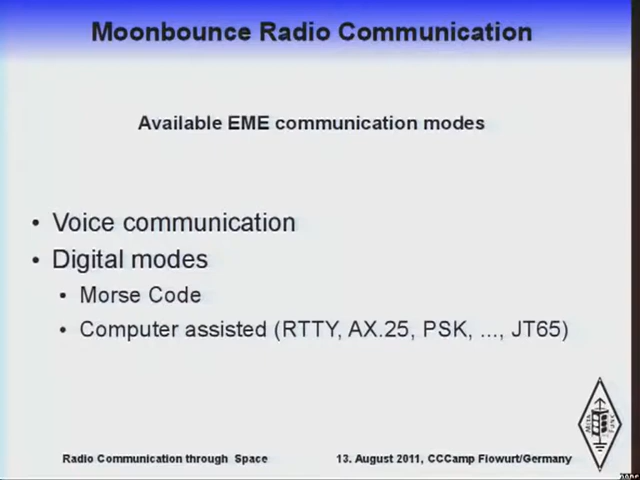 Moonbounce Radio Communication
Available EME communication modes
• Voice communication
• Digital modes
• Morse Code
• Computer assisted (RTTY, AX.25, PSK, ..., JT65)
Radio Communication through Space
13. August 2011, CCCamp Flowurt/Germany